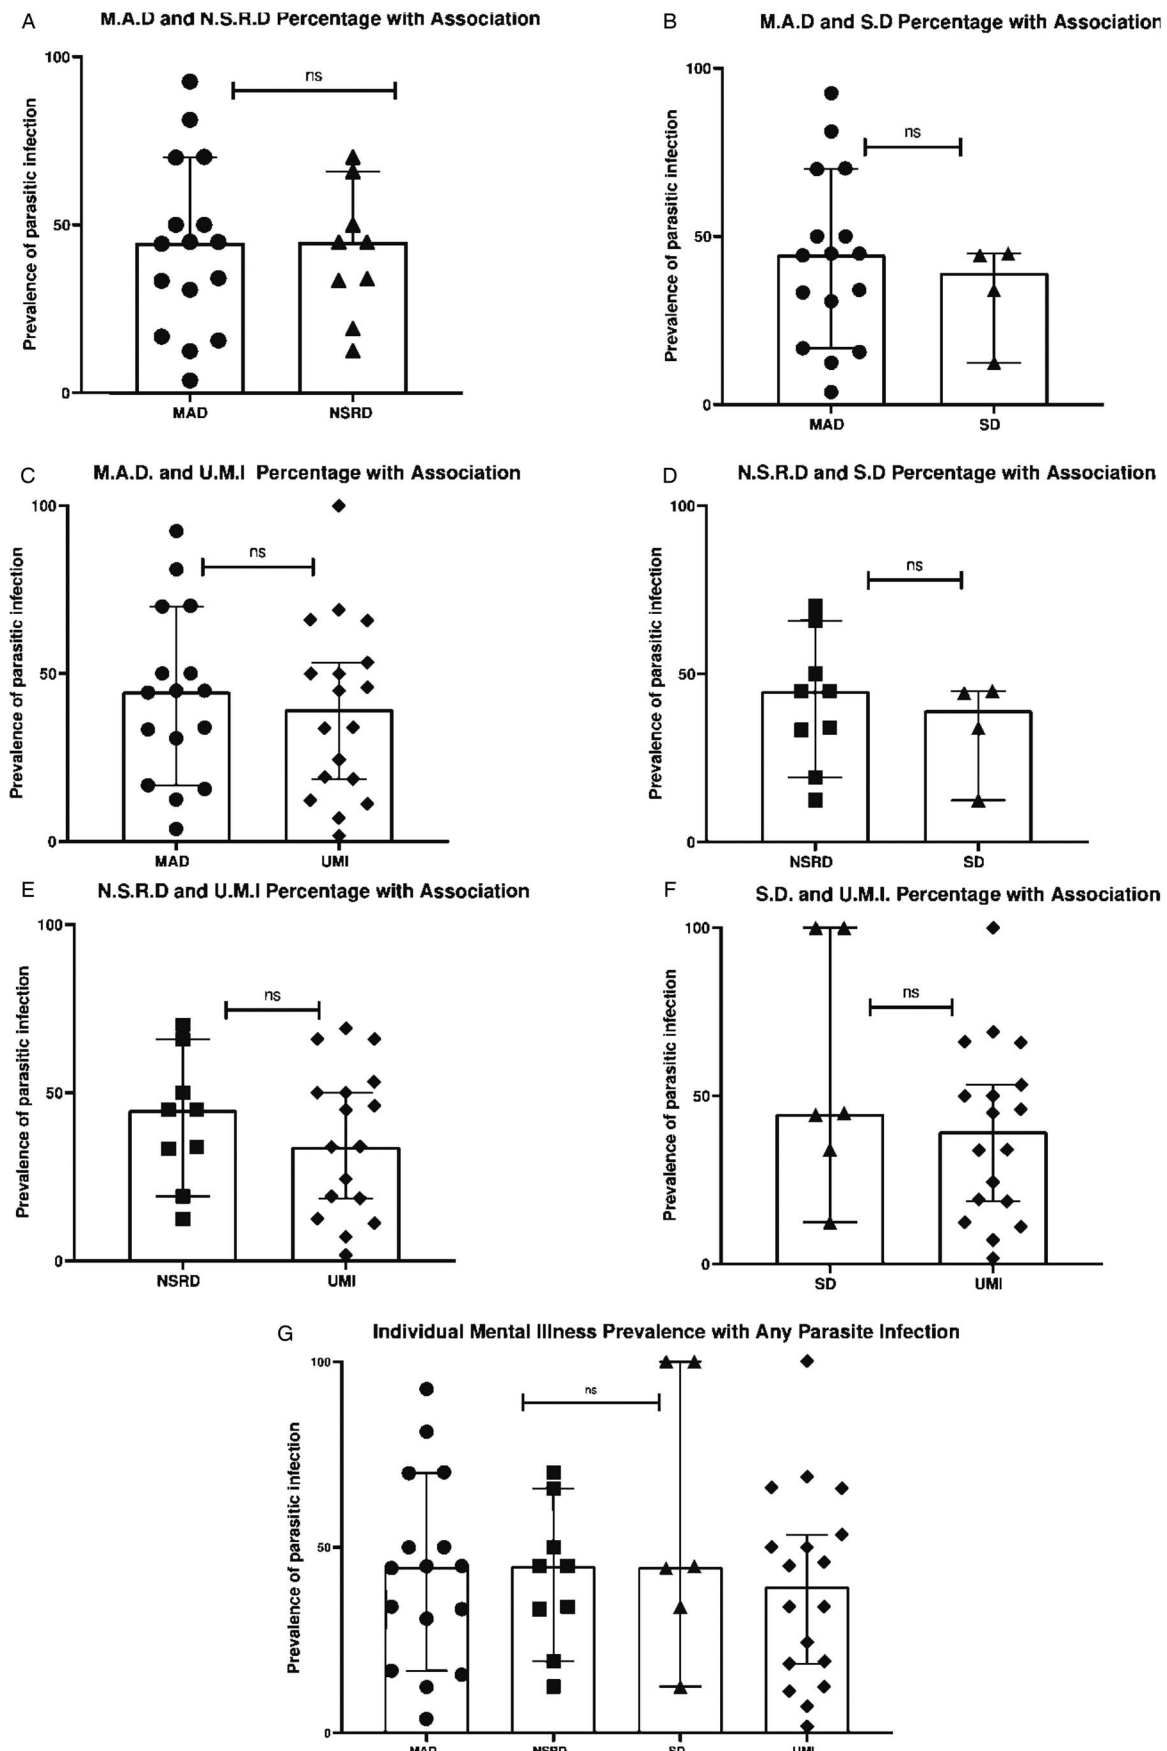 A
M.A.D and N.S.R.D Percentage with Association
Prevalence of parasitic infection
100
50
0
ns
MAD
NSRD
B
M.A.D and S.D Percentage with Association
Prevalence of parasitic infection
100
50
0
ns
MAD
SD
C
M.A.D. and U.M.I Percentage with Association
Prevalence of parasitic infection
100
50
0
ns
MAD
UMI
D
N.S.R.D and S.D Percentage with Association
Prevalence of parasitic infection
100
50
0
ns
NSRD
SD
E
N.S.R.D and U.M.I Percentage with Association
Prevalence of parasitic infection
100
50
0
ns
NSRD
UMI
F
S.D. and U.M.I. Percentage with Association
Prevalence of parasitic infection
100
50
0
ns
SD
UMI
G
Individual Mental Illness Prevalence with Any Parasite Infection
Prevalence of parasitic infection
100
50
0
ns
MAD
NSRD
SD
UMI